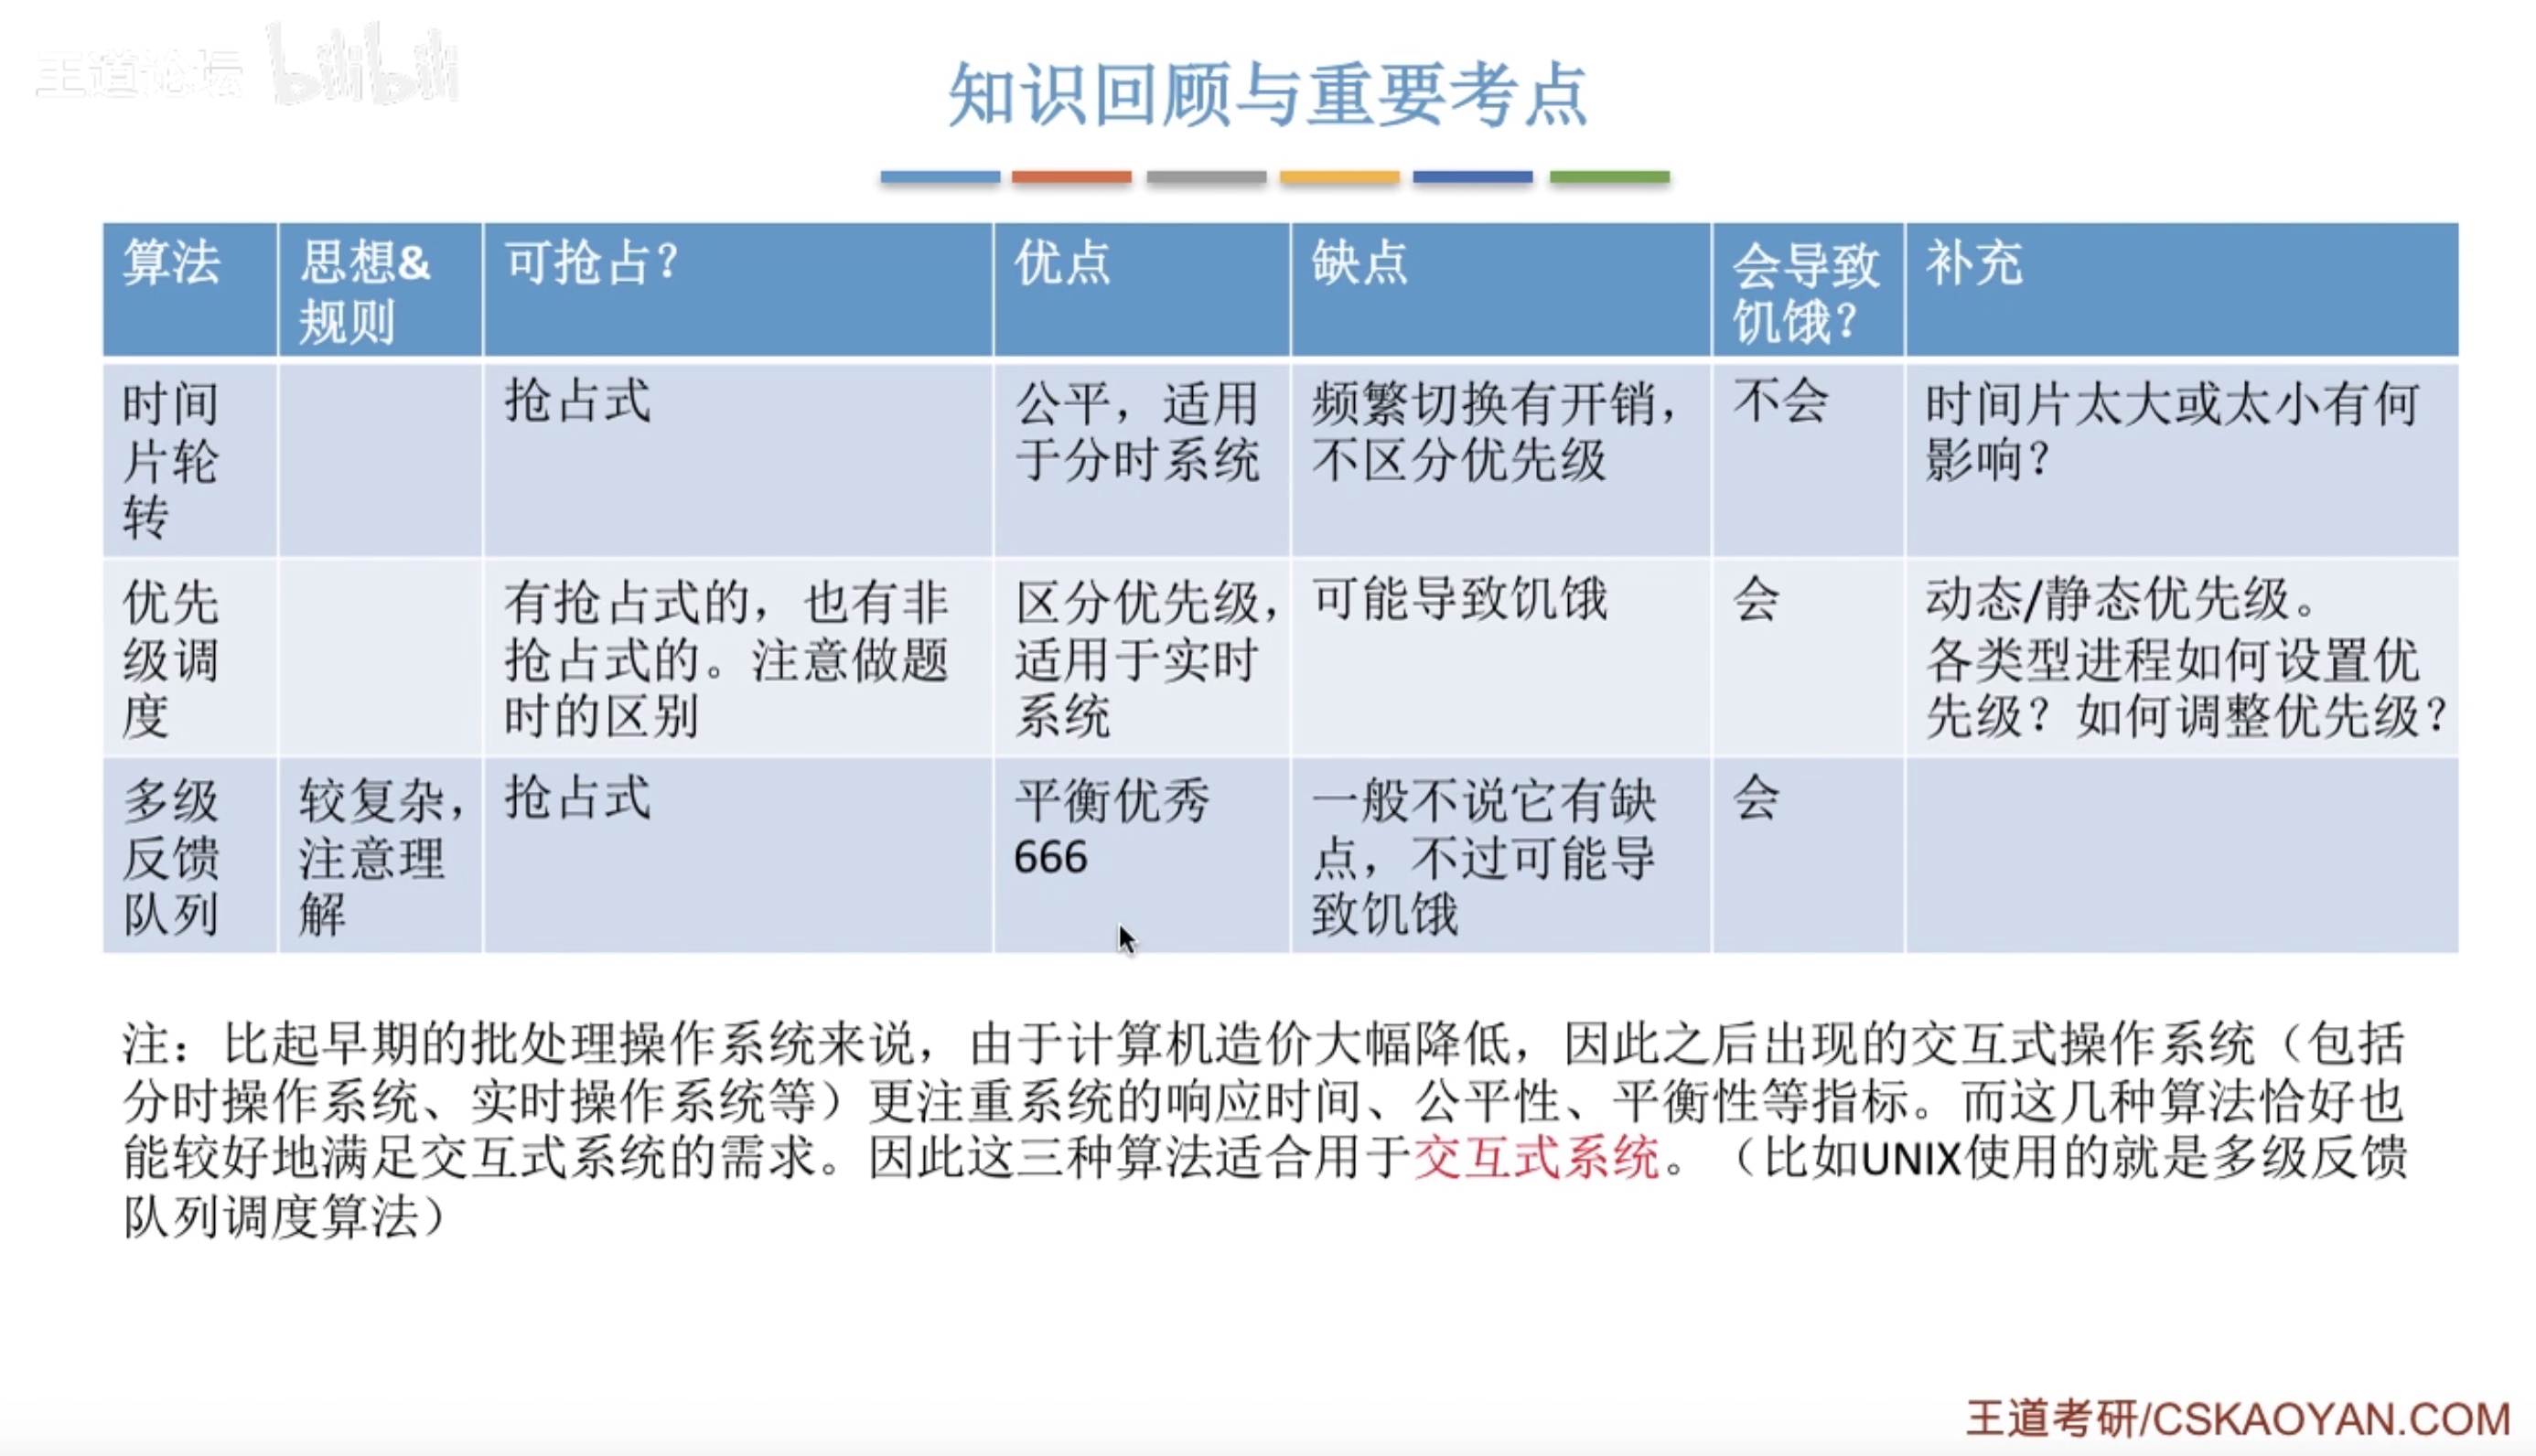 王道论坛 bilibili
知识回顾与重要考点
算法
思想&
规则
可抢占？
优点
缺点
会导致
饥饿？
补充
时间
片轮
转
抢占式
公平，适用
于分时系统
频繁切换有开销，
不区分优先级
不会
时间片太大或太小有何
影响？
优先
级调
度
有抢占式的，也有非
抢占式的。注意做题
时的区别
区分优先级，
适用于实时
系统
可能导致饥饿
会
动态/静态优先级。
各类型进程如何设置优
先级？如何调整优先级？
多级
反馈
队列
较复杂，
注意理
解
抢占式
平衡优秀
666
一般不说它有缺
点，不过可能导
致饥饿
会
注：比起早期的批处理操作系统来说，由于计算机造价大幅降低，因此之后出现的交互式操作系统（包括
分时操作系统、实时操作系统等）更注重系统的响应时间、公平性、平衡性等指标。而这几种算法恰好也
能较好地满足交互式系统的需求。因此这三种算法适合用于交互式系统。（比如UNIX使用的就是多级反馈
队列调度算法）
王道考研/CSKAOYAN.COM